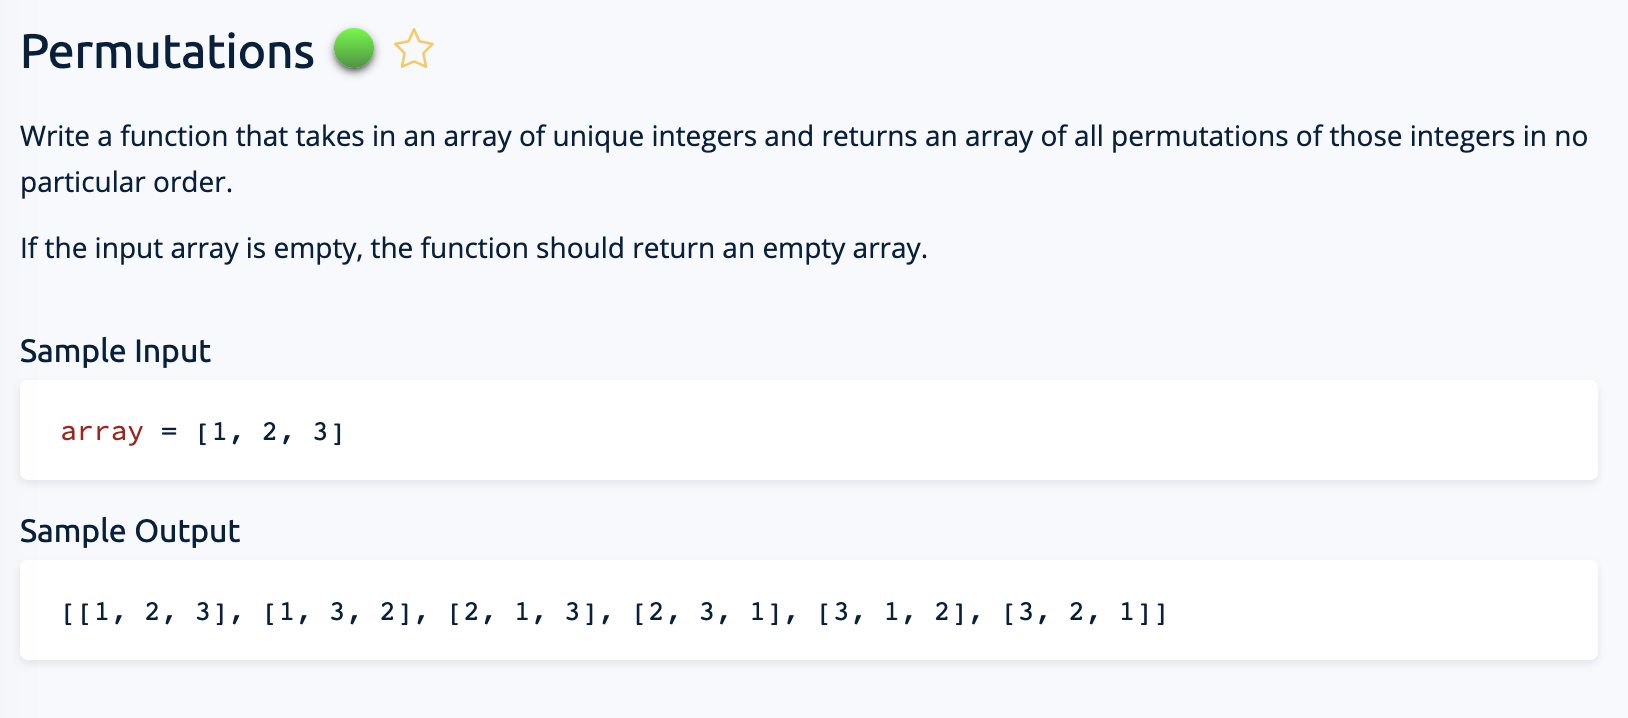 Permutations
Write a function that takes in an array of unique integers and returns an array of all permutations of those integers in no
particular order.
If the input array is empty, the function should return an empty array.
Sample Input
array = [1, 2, 3]
Sample Output
[[1, 2, 3], [1, 3, 2], [2, 1, 3], [2, 3, 1], [3, 1, 2], [3, 2, 1]]